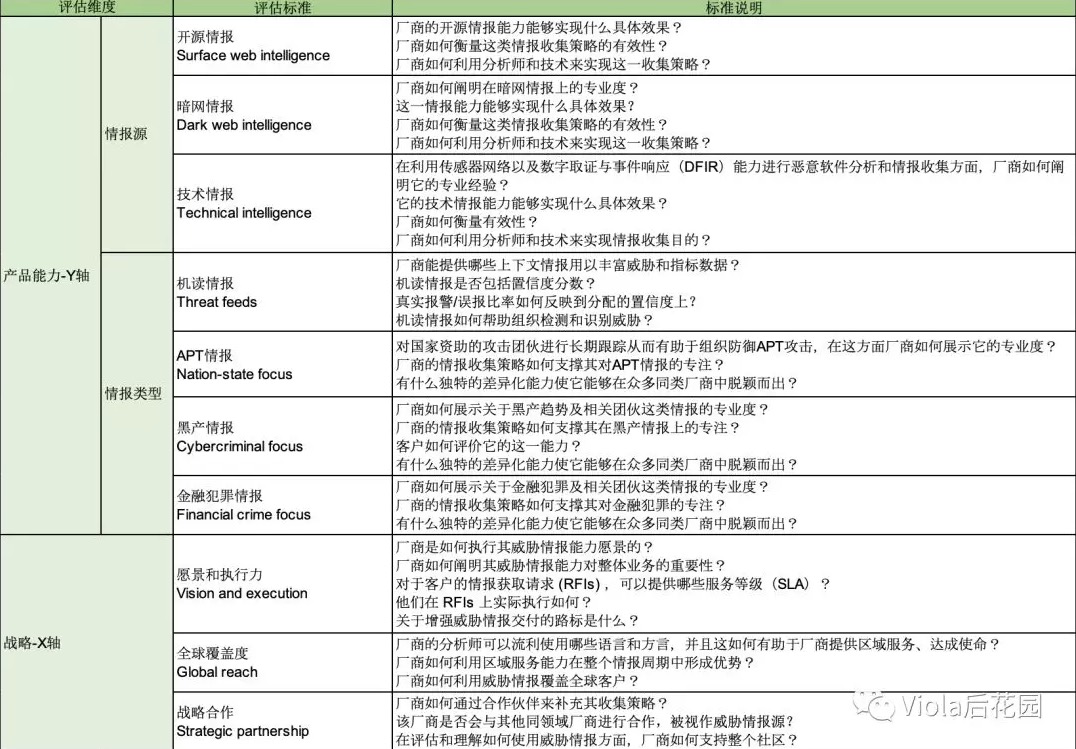 评估维度
评估标准
标准说明
产品能力-Y轴
情报源
开源情报
Surface web intelligence
厂商的开源情报能力能够实现什么具体效果？
厂商如何衡量这类情报收集策略的有效性？
厂商如何利用分析师和技术来实现这一收集策略？
暗网情报
Dark web intelligence
厂商如何阐明在暗网情报上的专业度？
这一情报能力能够实现什么具体效果？
厂商如何衡量这类情报收集策略的有效性？
厂商如何利用分析师和技术来实现这一收集策略？
技术情报
Technical intelligence
在利用传感器网络以及数字取证与事件响应（DFIR）能力进行恶意软件分析和情报收集方面，厂商如何阐
明它的专业经验？
它的技术情报能力能够实现什么具体效果？
厂商如何衡量有效性？
厂商如何利用分析师和技术来实现情报收集目的？
情报类型
机读情报
Threat feeds
厂商能提供哪些上下文情报用以丰富威胁和指标数据？
机读情报是否包括置信度分数？
真实报警/误报比率如何反映到分配的置信度上？
机读情报如何帮助组织检测和识别威胁？
APT情报
Nation-state focus
对国家资助的攻击团伙进行长期跟踪从而有助于组织防御APT攻击，在这方面厂商如何展示它的专业度？
厂商的情报收集策略如何支撑其对APT情报的专注？
有什么独特的差异化能力使它能够在众多同类厂商中脱颖而出？
黑产情报
Cybercriminal focus
厂商如何展示关于黑产趋势及相关团伙这类情报的专业度？
厂商的情报收集策略如何支撑其在黑产情报上的专注？
客户如何评价它的这一能力？
有什么独特的差异化能力使它能够在众多同类厂商中脱颖而出？
金融犯罪情报
Financial crime focus
厂商如何展示关于金融犯罪及相关团伙这类情报的专业度？
厂商的情报收集策略如何支撑其对金融犯罪的专注？
有什么独特的差异化能力使它能够在众多同类厂商中脱颖而出？
战略-X轴
愿景和执行力
Vision and execution
厂商是如何执行其威胁情报能力愿景的？
厂商如何阐明其威胁情报能力对整体业务的重要性？
对于客户的情报获取请求 (RFIs) ，可以提供哪些服务等级（SLA）？
他们在 RFIs 上实际执行如何？
关于增强威胁情报交付的路标是什么？
全球覆盖度
Global reach
厂商的分析师可以流利使用哪些语言和方言，并且这如何有助于厂商提供区域服务、达成使命？
厂商如何利用区域服务能力在整个情报周期中形成优势？
厂商如何利用威胁情报覆盖全球客户？
战略合作
Strategic partnership
厂商如何通过合作伙伴来补充其收集策略？
该厂商是否会与其他同领域厂商进行合作，被视作威胁情报源？
在评估和理解如何使用威胁情报方面，厂商如何支持整个社区？
Viola后花园